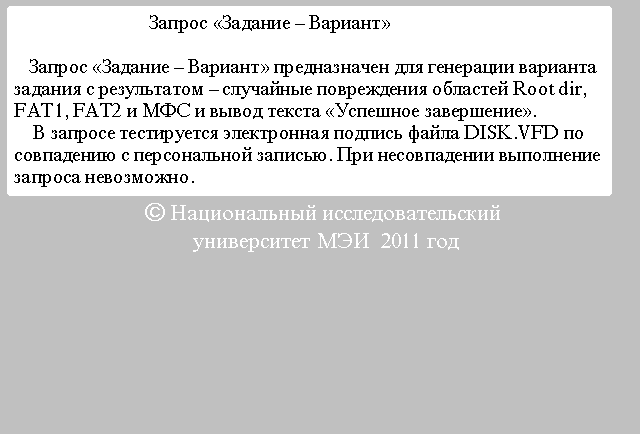 Запрос «Задание – Вариант»
Запрос «Задание – Вариант» предназначен для генерации варианта
задания с результатом – случайные повреждения областей Root dir,
FAT1, FAT2 и МФС и вывод текста «Успешное завершение».
В запросе тестируется электронная подпись файла DISK.VFD по
совпадению с персональной записью. При несовпадении выполнение
запроса невозможно.
© Национальный исследовательский
университет МЭИ 2011 год